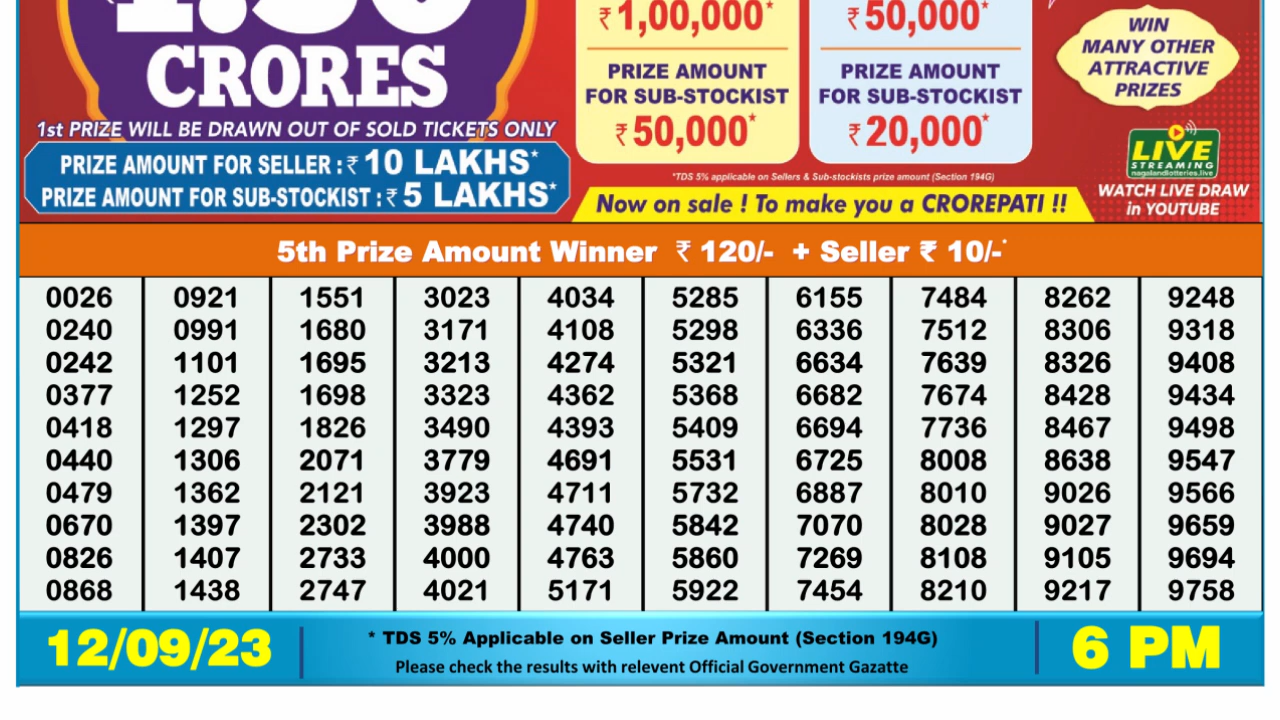 CRORES
1st PRIZE WILL BE DRAWN OUT OF SOLD TICKETS ONLY
PRIZE AMOUNT FOR SELLER : ₹ 10 LAKHS*
PRIZE AMOUNT FOR SUB-STOCKIST : ₹ 5 LAKHS*
₹ 1,00,000*
PRIZE AMOUNT
FOR SUB-STOCKIST
₹ 50,000*
₹ 50,000*
PRIZE AMOUNT
FOR SUB-STOCKIST
₹ 20,000*
*TDS 5% applicable on Sellers & Sub-stockists prize amount (Section 194G)
Now on sale ! To make you a CROREPATI !!
WIN
MANY OTHER
ATTRACTIVE
PRIZES
LIVE
STREAMING
nagalandlotteries.live
WATCH LIVE DRAW
in YOUTUBE
5th Prize Amount Winner ₹ 120/- + Seller ₹ 10/-*
0026 0921 1551 3023 4034 5285 6155 7484 8262 9248
0240 0991 1680 3171 4108 5298 6336 7512 8306 9318
0242 1101 1695 3213 4274 5321 6634 7639 8326 9408
0377 1252 1698 3323 4362 5368 6682 7674 8428 9434
0418 1297 1826 3490 4393 5409 6694 7736 8467 9498
0440 1306 2071 3779 4691 5531 6725 8008 8638 9547
0479 1362 2121 3923 4711 5732 6887 8010 9026 9566
0670 1397 2302 3988 4740 5842 7070 8028 9027 9659
0826 1407 2733 4000 4763 5860 7269 8108 9105 9694
0868 1438 2747 4021 5171 5922 7454 8210 9217 9758
12/09/23
* TDS 5% Applicable on Seller Prize Amount (Section 194G)
Please check the results with relevent Official Government Gazatte
6 PM